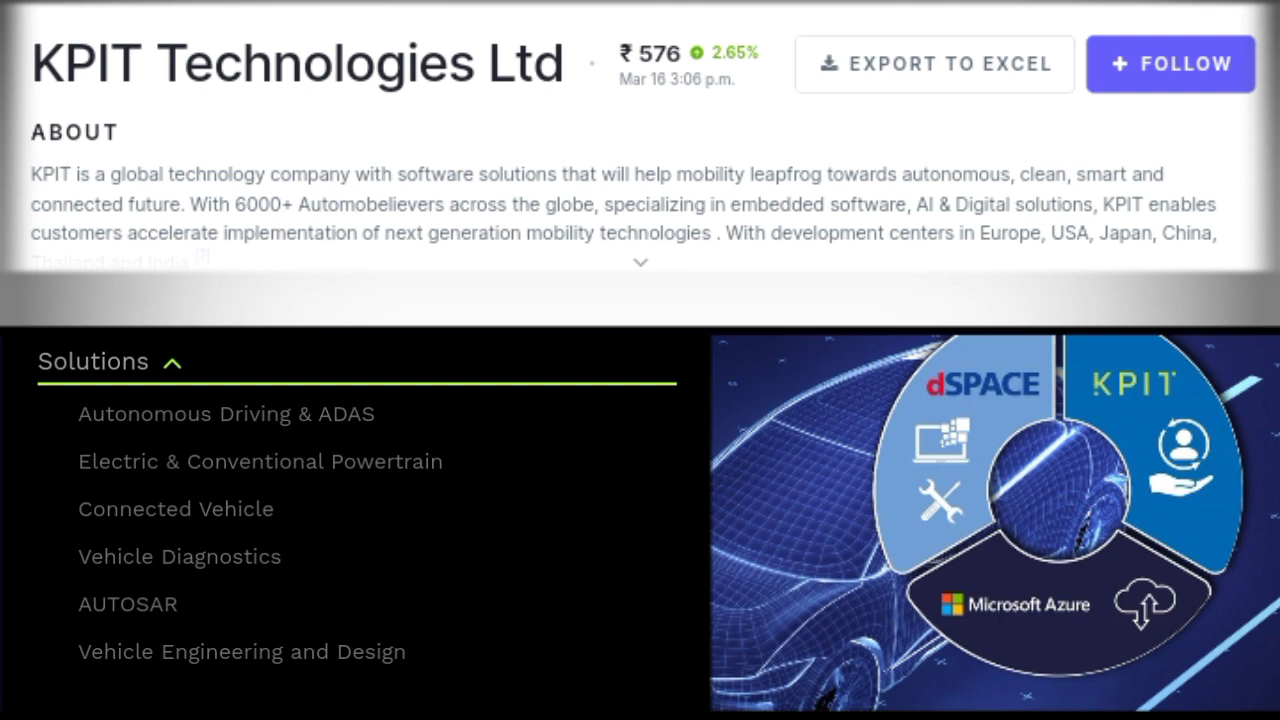 KPIT Technologies Ltd
₹ 576 2.65%
Mar 16 3:06 p.m.
EXPORT TO EXCEL
FOLLOW
ABOUT
KPIT is a global technology company with software solutions that will help mobility leapfrog towards autonomous, clean, smart and
connected future. With 6000+ Automobelievers across the globe, specializing in embedded software, AI & Digital solutions, KPIT enables
customers accelerate implementation of next generation mobility technologies . With development centers in Europe, USA, Japan, China,
Thailand and India [1]
Solutions
Autonomous Driving & ADAS
Electric & Conventional Powertrain
Connected Vehicle
Vehicle Diagnostics
AUTOSAR
Vehicle Engineering and Design
dSPACE
KPIT
Microsoft Azure